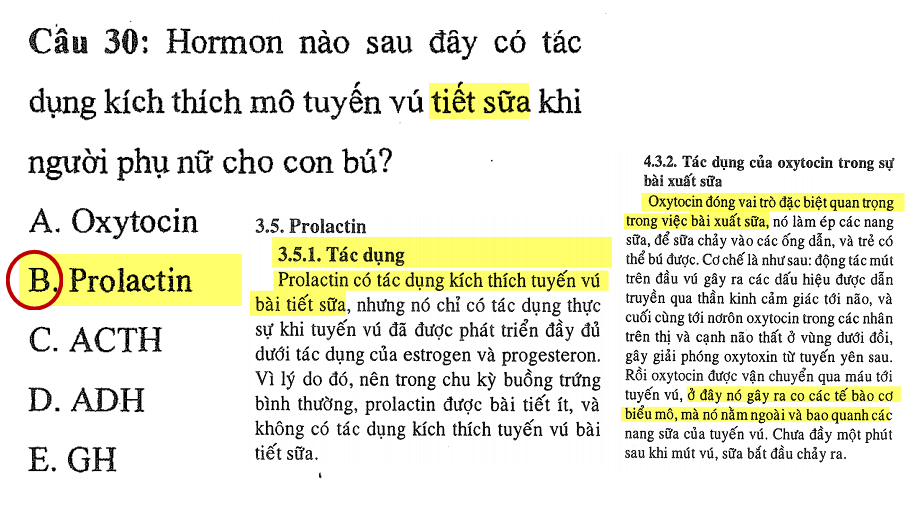 Câu 30: Hormon nào sau đây có tác
dụng kích thích mô tuyến vú tiết sữa khi
người phụ nữ cho con bú?
A. Oxytocin
B. Prolactin
C. ACTH
D. ADH
E. GH
3.5. Prolactin
3.5.1. Tác dụng
Prolactin có tác dụng kích thích tuyến vú
bài tiết sữa, nhưng nó chỉ có tác dụng thực
sự khi tuyến vú đã được phát triển đầy đủ
dưới tác dụng của estrogen và progesteron.
Vì lý do đó, nên trong chu kỳ buồng trứng
bình thường, prolactin được bài tiết ít, và
không có tác dụng kích thích tuyến vú bài
tiết sữa.
4.3.2. Tác dụng của oxytocin trong sự
bài xuất sữa
Oxytocin đóng vai trò đặc biệt quan trọng
trong việc bài xuất sữa, nó làm ép các nang
sữa, để sữa chảy vào các ống dẫn, và trẻ có
thể bú được. Cơ chế là như sau: động tác mút
trên đầu vú gây ra các dấu hiệu được dẫn
truyền qua thần kinh cảm giác tới não, và
cuối cùng tới nơrôn oxytocin trong các nhân
trên thị và cạnh não thất ở vùng dưới đồi,
gây giải phóng oxytoxin từ tuyến yên sau.
Rồi oxytocin được vận chuyển qua máu tới
tuyến vú, ở đây nó gây ra co các tế bào cơ
biểu mô, mà nó nằm ngoài và bao quanh các
nang sữa của tuyến vú. Chưa đầy một phút
sau khi mút vú, sữa bắt đầu chảy ra.